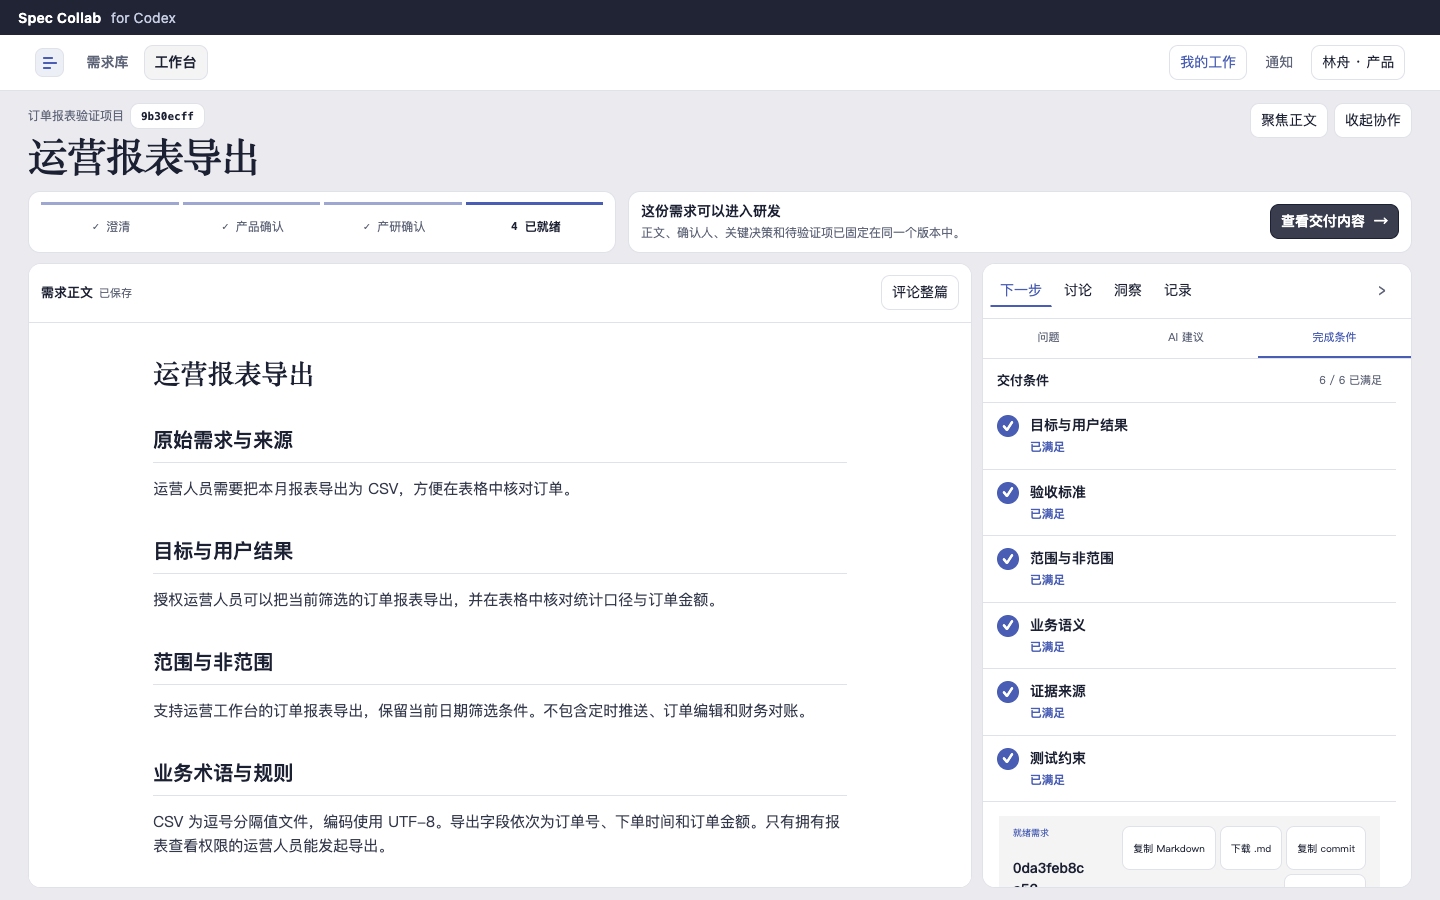 Spec Collab for Codex
需求库 工作台 我的工作 通知 林舟 · 产品
订单报表验证项目 9b30ecff
聚焦正文 收起协作
运营报表导出
✓ 澄清 ✓ 产品确认 ✓ 产研确认 4 已就绪
这份需求可以进入研发
正文、确认人、关键决策和待验证项已固定在同一个版本中。
查看交付内容 →
需求正文 已保存 评论整篇
运营报表导出
原始需求与来源
运营人员需要把本月报表导出为 CSV，方便在表格中核对订单。
目标与用户结果
授权运营人员可以把当前筛选的订单报表导出，并在表格中核对统计口径与订单金额。
范围与非范围
支持运营工作台的订单报表导出，保留当前日期筛选条件。不包含定时推送、订单编辑和财务对账。
业务术语与规则
CSV 为逗号分隔值文件，编码使用 UTF-8。导出字段依次为订单号、下单时间和订单金额。只有拥有报
表查看权限的运营人员能发起导出。
下一步 讨论 洞察 记录
问题 AI 建议 完成条件
交付条件 6 / 6 已满足
目标与用户结果
已满足
验收标准
已满足
范围与非范围
已满足
业务语义
已满足
证据来源
已满足
测试约束
已满足
就绪需求
复制 Markdown 下载 .md 复制 commit
0da3feb8c